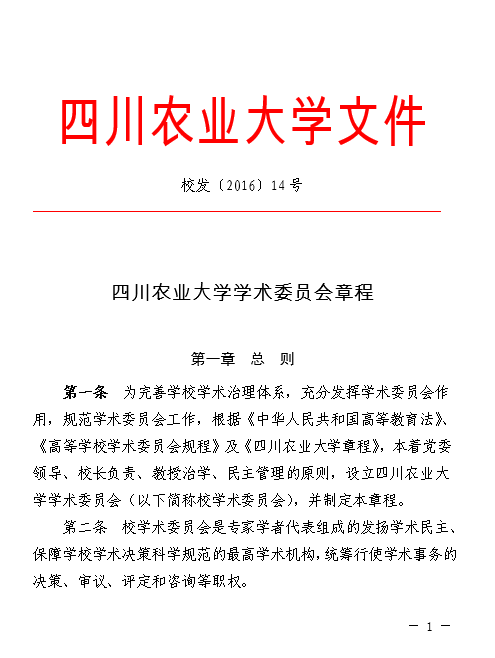 四川农业大学文件
校发〔2016〕14 号
四川农业大学学术委员会章程
第一章 总 则
第一条 为完善学校学术治理体系，充分发挥学术委员会作
用，规范学术委员会工作，根据《中华人民共和国高等教育法》、
《高等学校学术委员会规程》及《四川农业大学章程》，本着党委
领导、校长负责、教授治学、民主管理的原则，设立四川农业大
学学术委员会（以下简称校学术委员会），并制定本章程。
第二条 校学术委员会是专家学者代表组成的发扬学术民主、
保障学校学术决策科学规范的最高学术机构，统筹行使学术事务的
决策、审议、评定和咨询等职权。
— 1 —